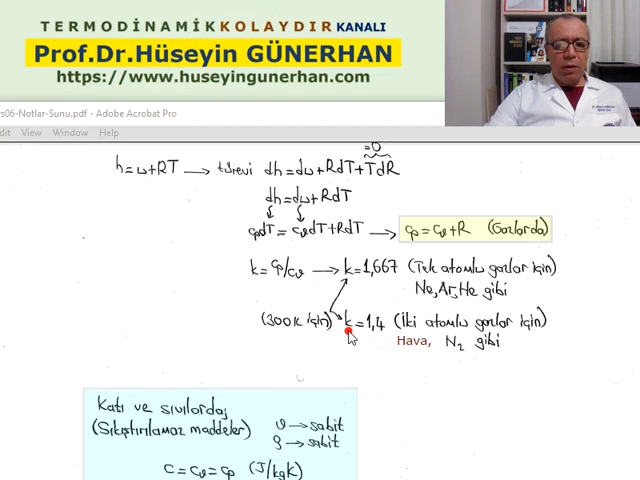 TERMODİNAMİKKOLAYDIR KANALI
Prof.Dr.Hüseyin GÜNERHAN
https://www.huseyingunerhan.com
s06-Notlar-Sunu.pdf - Adobe Acrobat Pro
dit View Window Help
=0
h=u+RT → türevi dh=du+RdT+TdR
dh=du+RdT
cpdT=cvdT+RdT → cp=cv+R (Gazlarda)
k=cp/cv → k=1,667 (Tek atomlu gazlar için)
Ne,Ar,He gibi
(300K için) k=1,4 (İki atomlu gazlar için)
Hava, N2 gibi
Katı ve sıvılarda;
(Sıkıştırılamaz maddeler) υ → sabit
ρ → sabit
c=cv=cp (J/kgK)